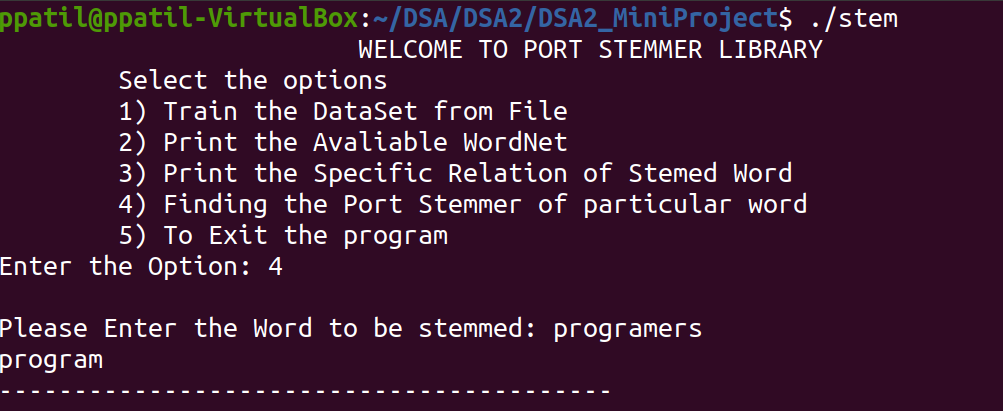 ppatil@ppatil-VirtualBox:~/DSA/DSA2/DSA2_MiniProject$ ./stem
WELCOME TO PORT STEMMER LIBRARY
Select the options
1) Train the DataSet from File
2) Print the Avaliable WordNet
3) Print the Specific Relation of Stemed Word
4) Finding the Port Stemmer of particular word
5) To Exit the program
Enter the Option: 4
Please Enter the Word to be stemmed: programers
program
-----------------------------------------